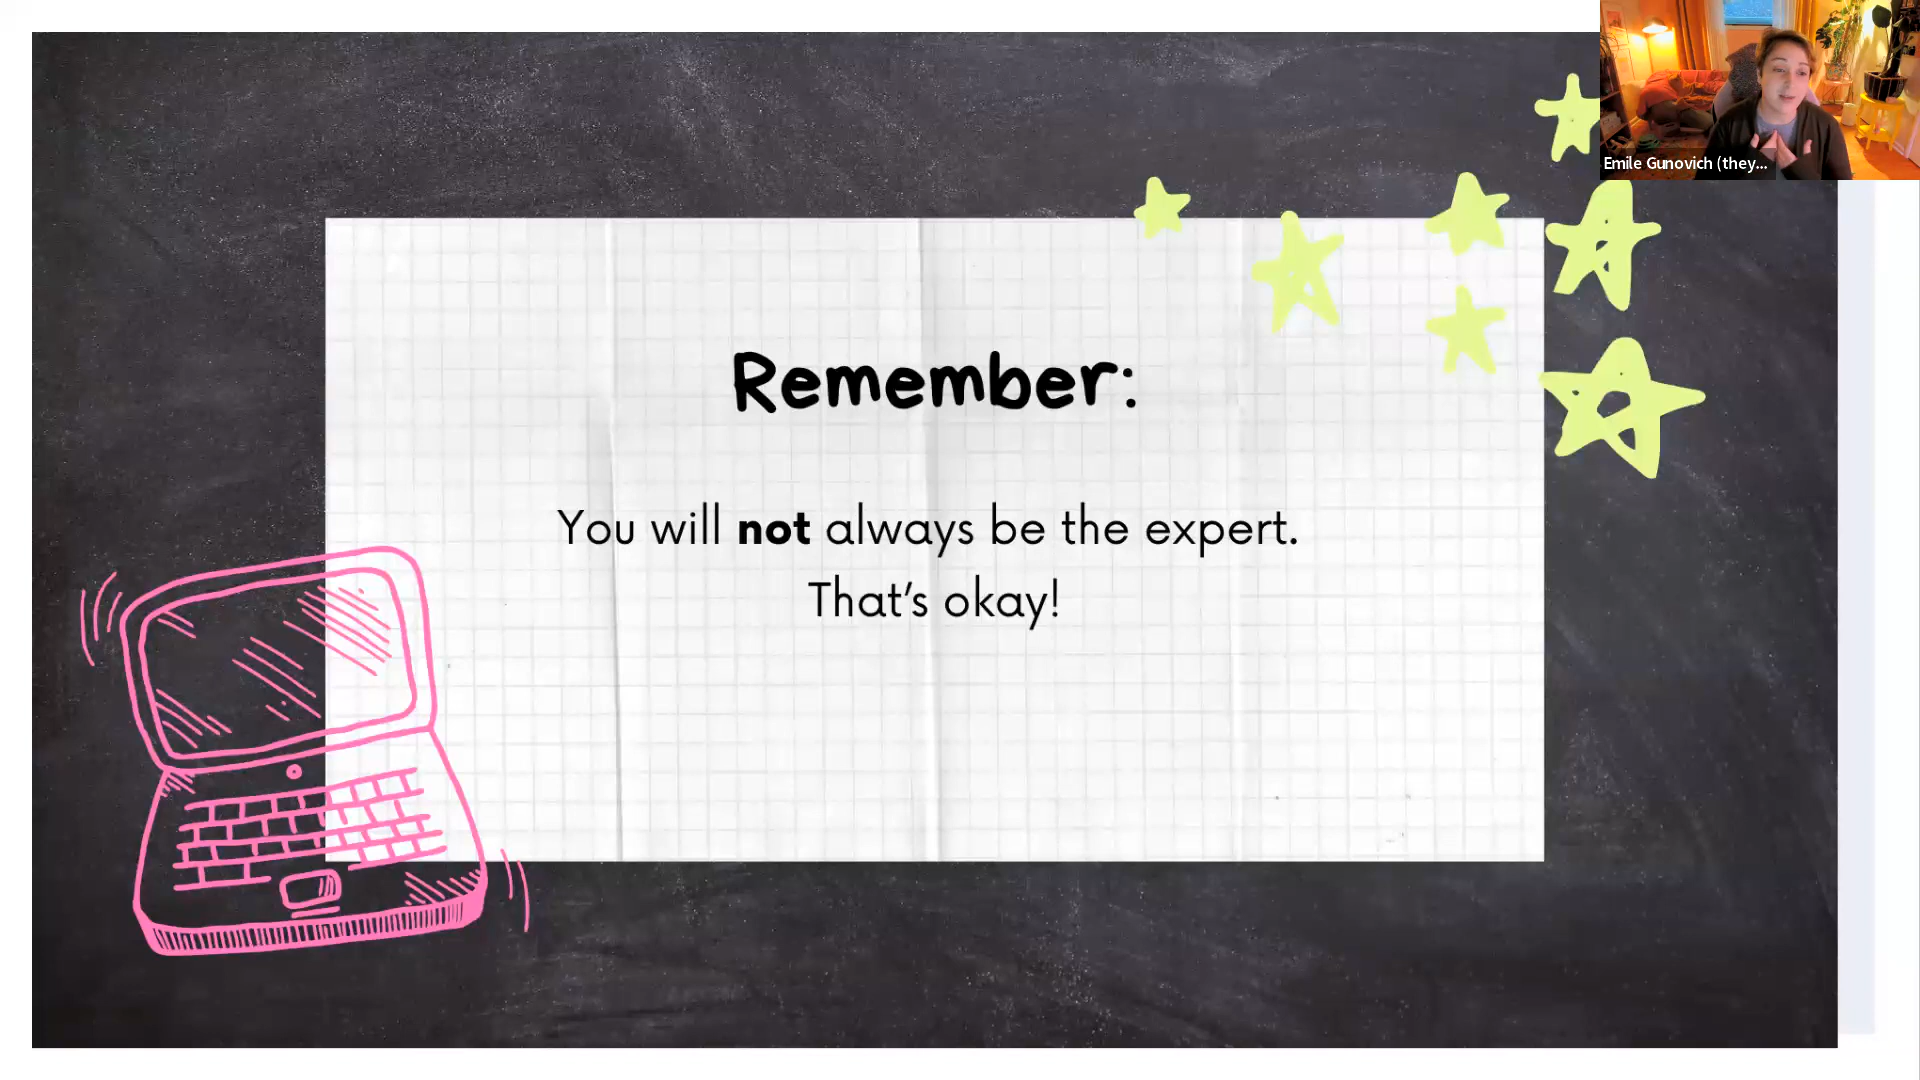 Emile Gunovich (they...
Remember:
You will not always be the expert.
That's okay!